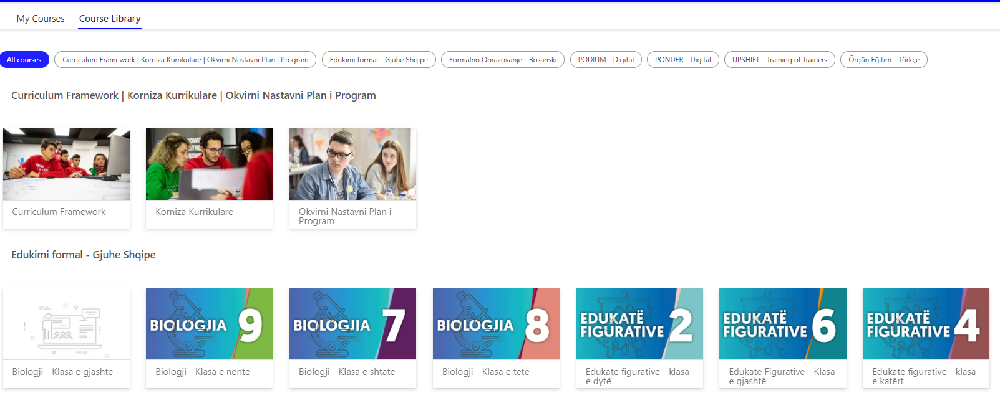 My Courses
Course Library
All courses
Curriculum Framework | Korniza Kurrikulare | Okvirni Nastavni Plan i Program
Edukimi formal - Gjuhe Shqipe
Formalno Obrazovanje - Bosanski
PODIUM - Digital
PONDER - Digital
UPSHIFT - Training of Trainers
Örgün Eğitim - Türkçe
Curriculum Framework | Korniza Kurrikulare | Okvirni Nastavni Plan i Program
Curriculum Framework
Korniza Kurrikulare
Okvirni Nastavni Plan i
Program
Edukimi formal - Gjuhe Shqipe
Biologji - Klasa e gjashtë
BIOLOGJIA 9
Biologji - Klasa e nëntë
BIOLOGJIA 7
Biologji - Klasa e shtatë
BIOLOGJIA 8
Biologji - Klasa e tetë
EDUKATË
FIGURATIVE 2
Edukatë figurative - klasa
e dytë
EDUKATË
FIGURATIVE 6
Edukatë Figurative - Klasa
e gjashtë
EDUKATË
FIGURATIVE 4
Edukatë figurative - klasa
e katërt